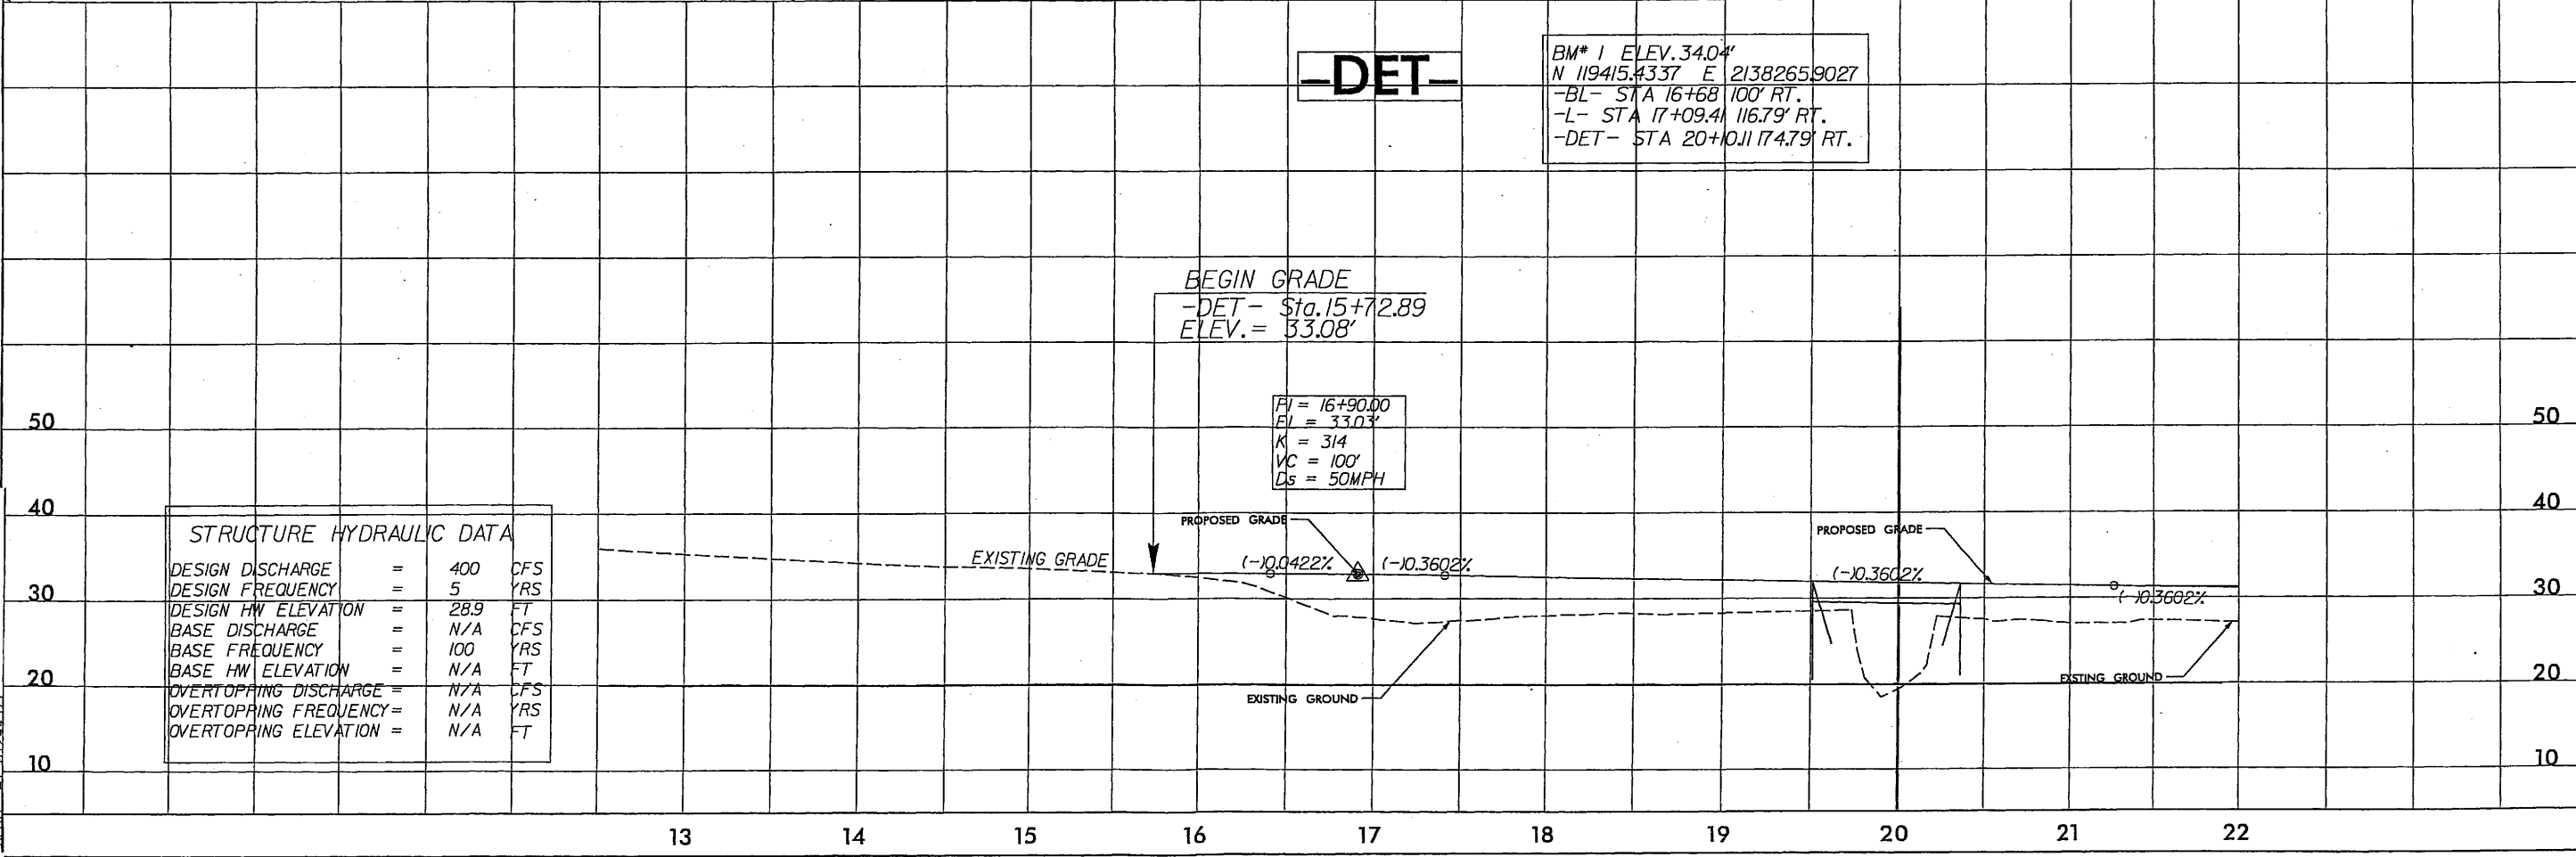 -DET-
BM# 1 ELEV. 34.04'
N 119415.4337 E 2138265.9027
-BL- STA 16+68 100' RT.
-L- STA 17+09.41 116.79' RT.
-DET- STA 20+10.11 174.79' RT.
BEGIN GRADE
-DET- Sta. 15+72.89
ELEV. = 33.08'
PI = 16+90.00
EL = 33.03'
K = 314
VC = 100'
Ds = 50MPH
50
50
40
40
30
30
20
20
10
10
STRUCTURE HYDRAULIC DATA
DESIGN DISCHARGE = 400 CFS
DESIGN FREQUENCY = 5 YRS
DESIGN HW ELEVATION = 28.9 FT
BASE DISCHARGE = N/A CFS
BASE FREQUENCY = 100 YRS
BASE HW ELEVATION = N/A FT
OVERTOPPING DISCHARGE = N/A CFS
OVERTOPPING FREQUENCY = N/A YRS
OVERTOPPING ELEVATION = N/A FT
EXISTING GRADE
PROPOSED GRADE
(-)0.0422%
(-)0.3602%
PROPOSED GRADE
(-)0.3602%
(-)0.3602%
EXISTING GROUND
EXSTING GROUND
13 14 15 16 17 18 19 20 21 22